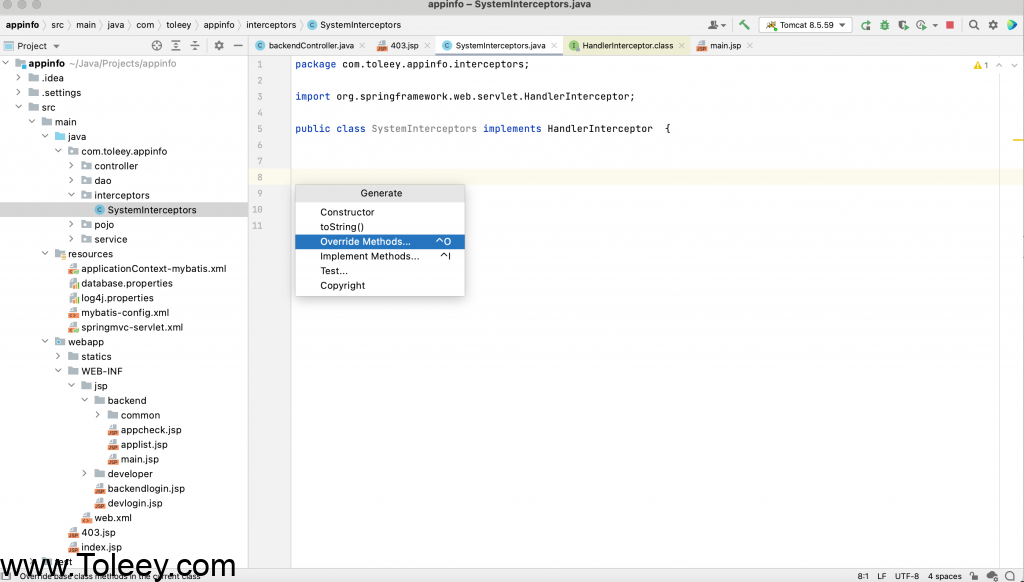 appinfo – SystemInterceptors.java
appinfo src main java com toleey appinfo interceptors SystemInterceptors Tomcat 8.5.59
Project backendController.java 403.jsp SystemInterceptors.java HandlerInterceptor.class main.jsp
appinfo ~/Java/Projects/appinfo
.idea
.settings
src
main
java
com.toleey.appinfo
controller
dao
interceptors
SystemInterceptors
pojo
service
resources
applicationContext-mybatis.xml
database.properties
log4j.properties
mybatis-config.xml
springmvc-servlet.xml
webapp
statics
WEB-INF
jsp
backend
common
appcheck.jsp
applist.jsp
main.jsp
developer
backendlogin.jsp
devlogin.jsp
web.xml
403.jsp
index.jsp
test
1 package com.toleey.appinfo.interceptors; 1
2
3 import org.springframework.web.servlet.HandlerInterceptor;
4
5 public class SystemInterceptors implements HandlerInterceptor {
6
7
8
9
10
11
Generate
Constructor
toString()
Override Methods... ^O
Implement Methods... ^I
Test...
Copyright
www.Toleey.com
Override base class methods in the current class
8:1 LF UTF-8 4 spaces